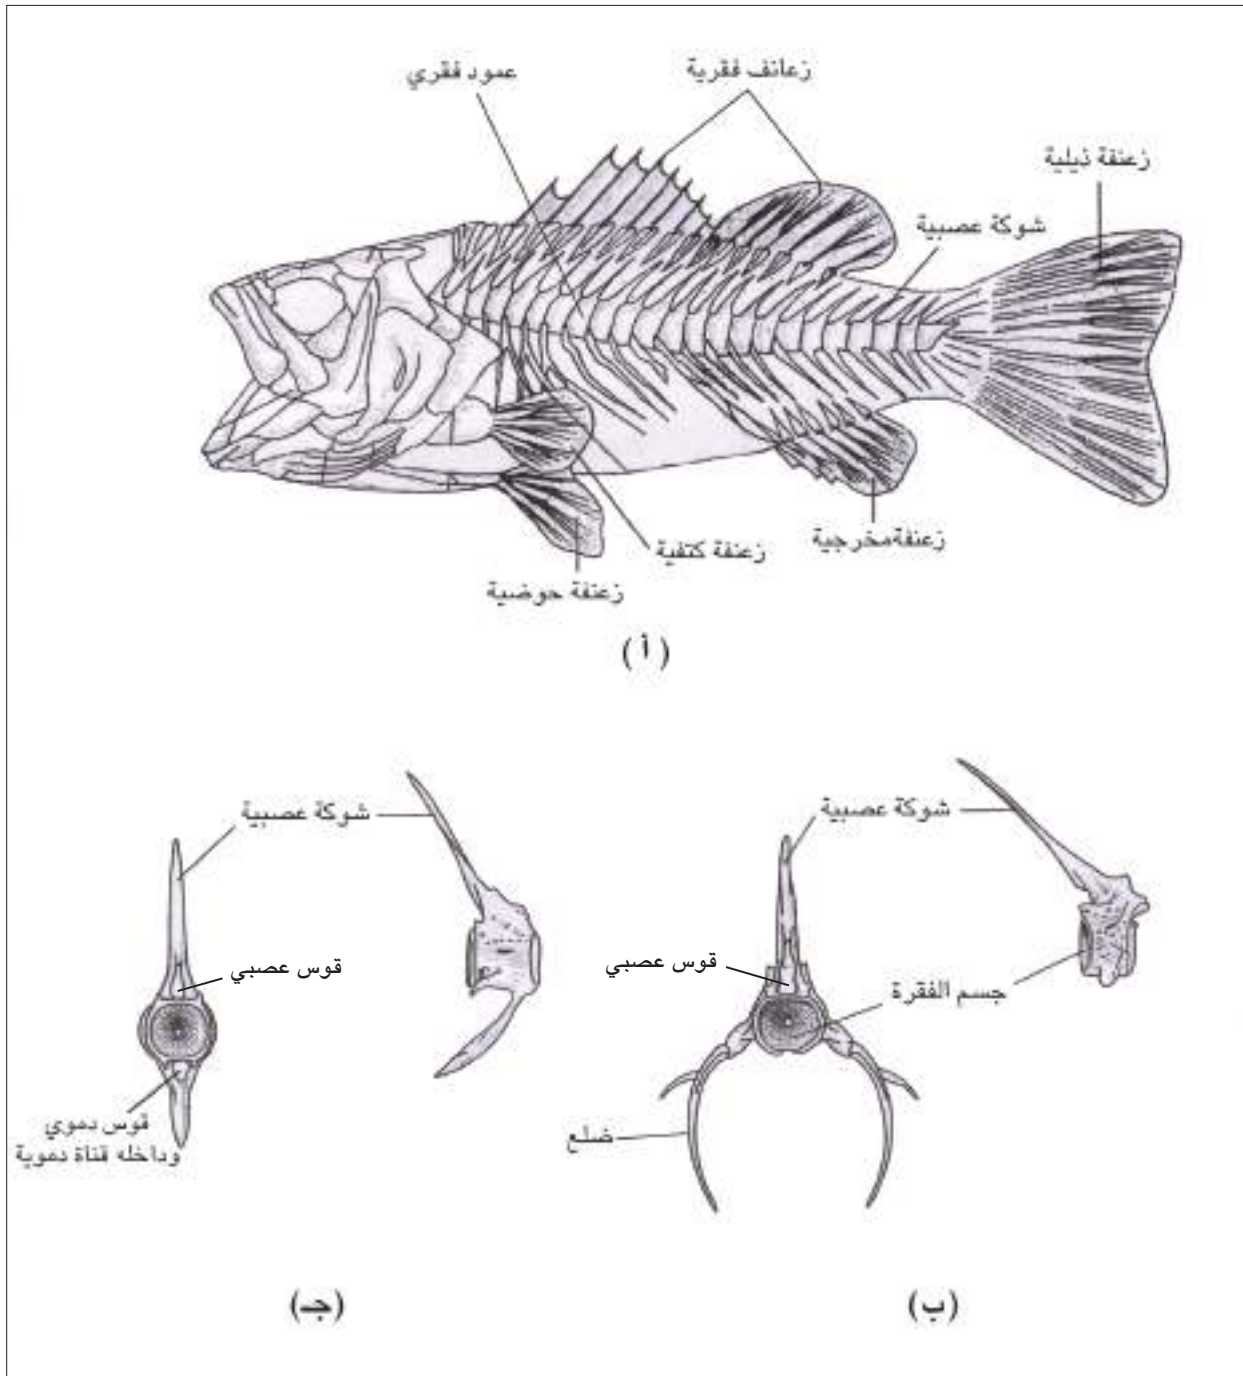 زعانف فقرية
عمود فقري
زعنفة ذيلية
شوكة عصبية
زعنفة مخرجية
زعنفة كتفية
زعنفة حوضية
(أ)
شوكة عصبية
شوكة عصبية
قوس عصبي
قوس عصبي
جسم الفقرة
قوس دموي
وداخله قناة دموية
ضلع
(ب)
(جـ)